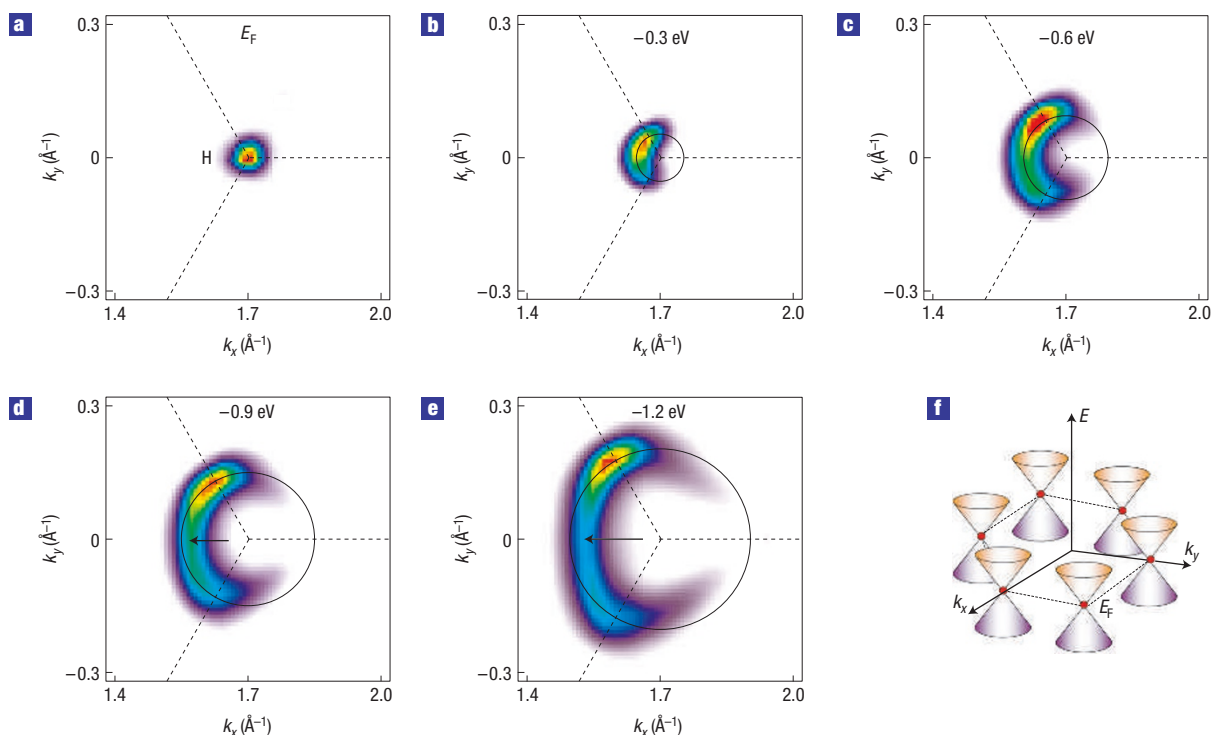 a
E_F
0.3
0
−0.3
H
k_y (Å⁻¹)
1.4 1.7 2.0
k_x (Å⁻¹)
b
−0.3 eV
0.3
0
−0.3
k_y (Å⁻¹)
1.4 1.7 2.0
k_x (Å⁻¹)
c
−0.6 eV
0.3
0
−0.3
k_y (Å⁻¹)
1.4 1.7 2.0
k_x (Å⁻¹)
d
−0.9 eV
0.3
0
−0.3
k_y (Å⁻¹)
1.4 1.7 2.0
k_x (Å⁻¹)
e
−1.2 eV
0.3
0
−0.3
k_y (Å⁻¹)
1.4 1.7 2.0
k_x (Å⁻¹)
f
E
k_y
k_x
E_F